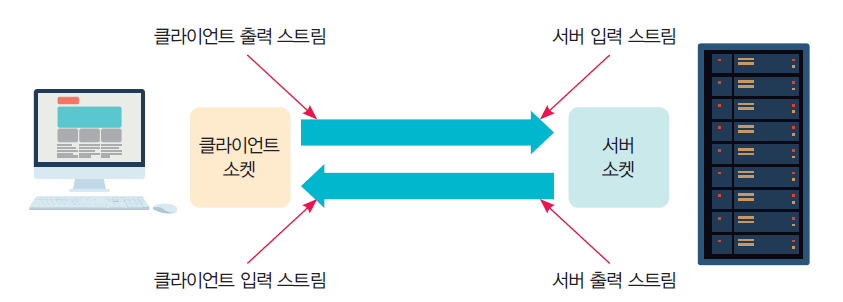 클라이언트 출력 스트림
서버 입력 스트림
클라이언트
소켓
서버
소켓
클라이언트 입력 스트림
서버 출력 스트림